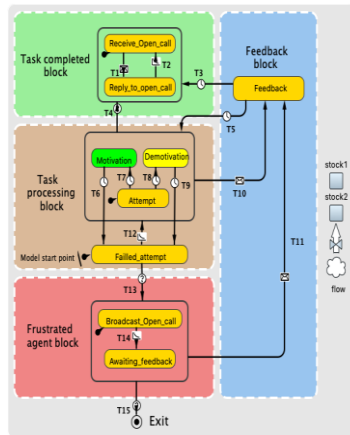 Receive_Open_call
Task completed
block
T1
T2
Reply_to_open_call
Feedback
block
T3
Feedback
T4
T5
Task
processing
block
Motivation
Demotivation
T6
T7
T8
T9
Attempt
T10
T12
T11
Model start point
Failled_attempt
T13
stock1
stock2
flow
Frustrated
agent block
Broadcast_Open_call
T14
Awaiting_feedback
T15
Exit